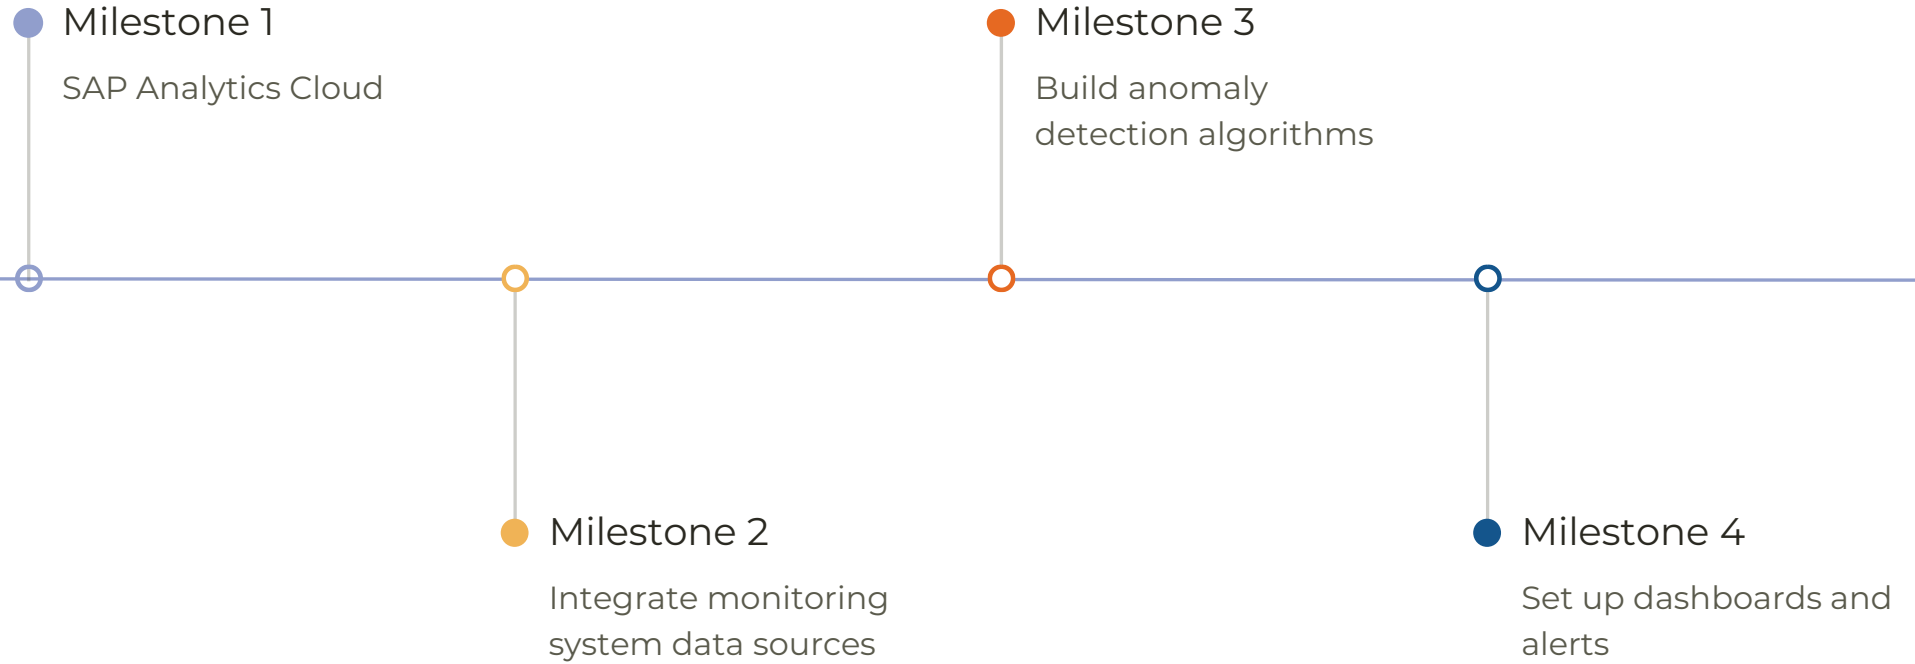 Milestone 1
SAP Analytics Cloud
Milestone 2
Integrate monitoring
system data sources
Milestone 3
Build anomaly
detection algorithms
Milestone 4
Set up dashboards and
alerts